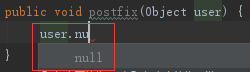 public void postfix(Object user) {
user.nu
null
}